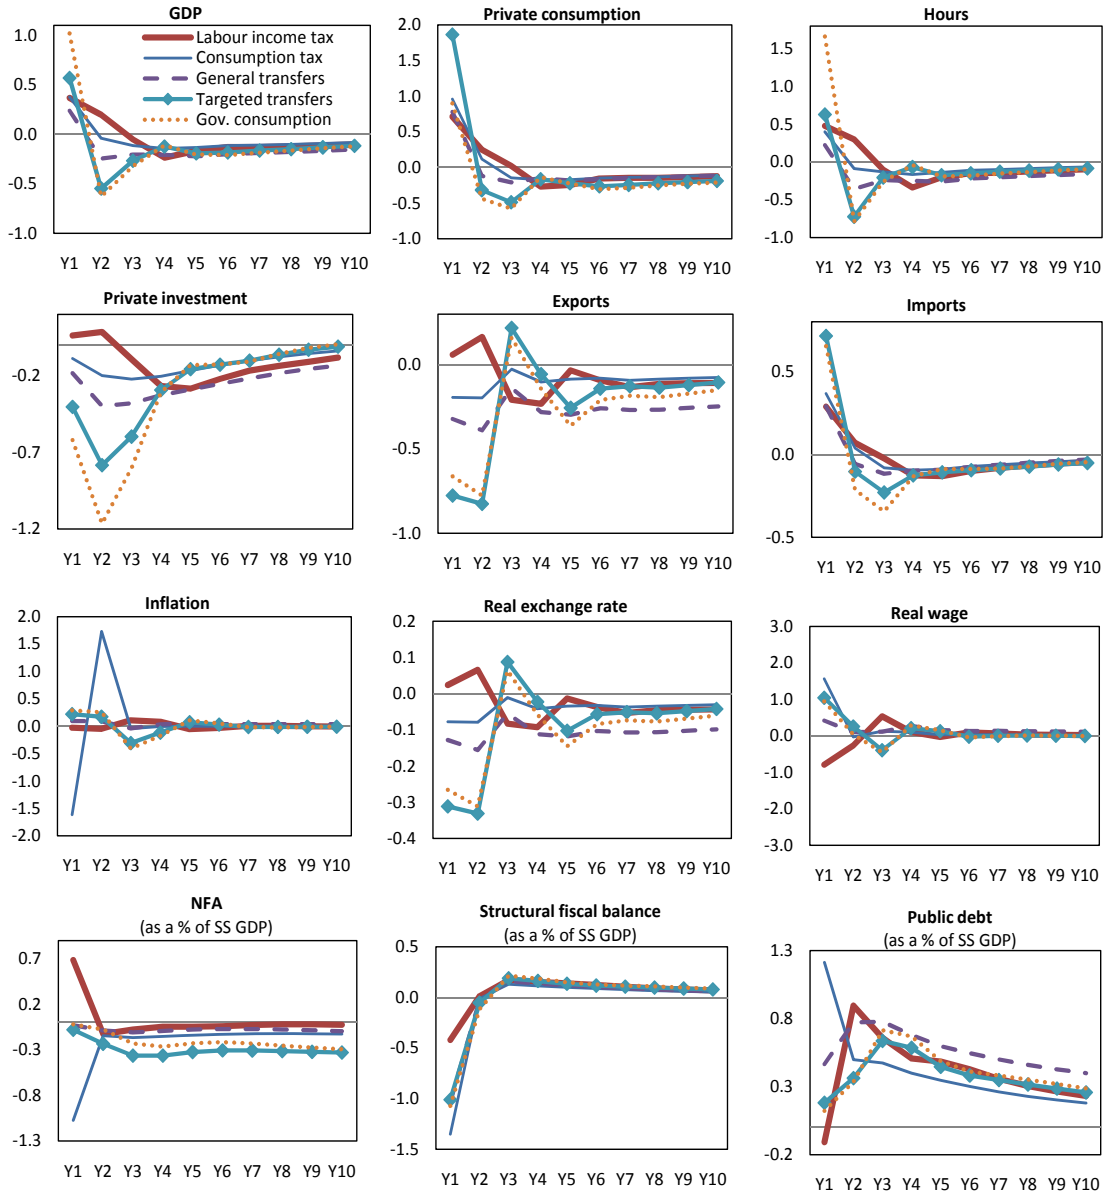 GDP
1.0
0.5
0.0
-0.5
-1.0
Labour income tax
Consumption tax
General transfers
Targeted transfers
Gov. consumption
Y1 Y2 Y3 Y4 Y5 Y6 Y7 Y8 Y9 Y10
Private consumption
2.0
1.5
1.0
0.5
0.0
-0.5
-1.0
Y1 Y2 Y3 Y4 Y5 Y6 Y7 Y8 Y9 Y10
Hours
1.5
1.0
0.5
0.0
-0.5
-1.0
Y1 Y2 Y3 Y4 Y5 Y6 Y7 Y8 Y9 Y10
Private investment
-0.2
-0.7
-1.2
Y1 Y2 Y3 Y4 Y5 Y6 Y7 Y8 Y9 Y10
Exports
0.0
-0.5
-1.0
Y1 Y2 Y3 Y4 Y5 Y6 Y7 Y8 Y9 Y10
Imports
0.5
0.0
-0.5
Y1 Y2 Y3 Y4 Y5 Y6 Y7 Y8 Y9 Y10
Inflation
2.0
1.5
1.0
0.5
0.0
-0.5
-1.0
-1.5
-2.0
Y1 Y2 Y3 Y4 Y5 Y6 Y7 Y8 Y9 Y10
Real exchange rate
0.2
0.1
0.0
-0.1
-0.2
-0.3
-0.4
Y1 Y2 Y3 Y4 Y5 Y6 Y7 Y8 Y9 Y10
Real wage
3.0
2.0
1.0
0.0
-1.0
-2.0
-3.0
Y1 Y2 Y3 Y4 Y5 Y6 Y7 Y8 Y9 Y10
NFA
(as a % of SS GDP)
0.7
0.2
-0.3
-0.8
-1.3
Y1 Y2 Y3 Y4 Y5 Y6 Y7 Y8 Y9 Y10
Structural fiscal balance
(as a % of SS GDP)
0.5
0.0
-0.5
-1.0
-1.5
Y1 Y2 Y3 Y4 Y5 Y6 Y7 Y8 Y9 Y10
Public debt
(as a % of SS GDP)
1.3
0.8
0.3
-0.2
Y1 Y2 Y3 Y4 Y5 Y6 Y7 Y8 Y9 Y10